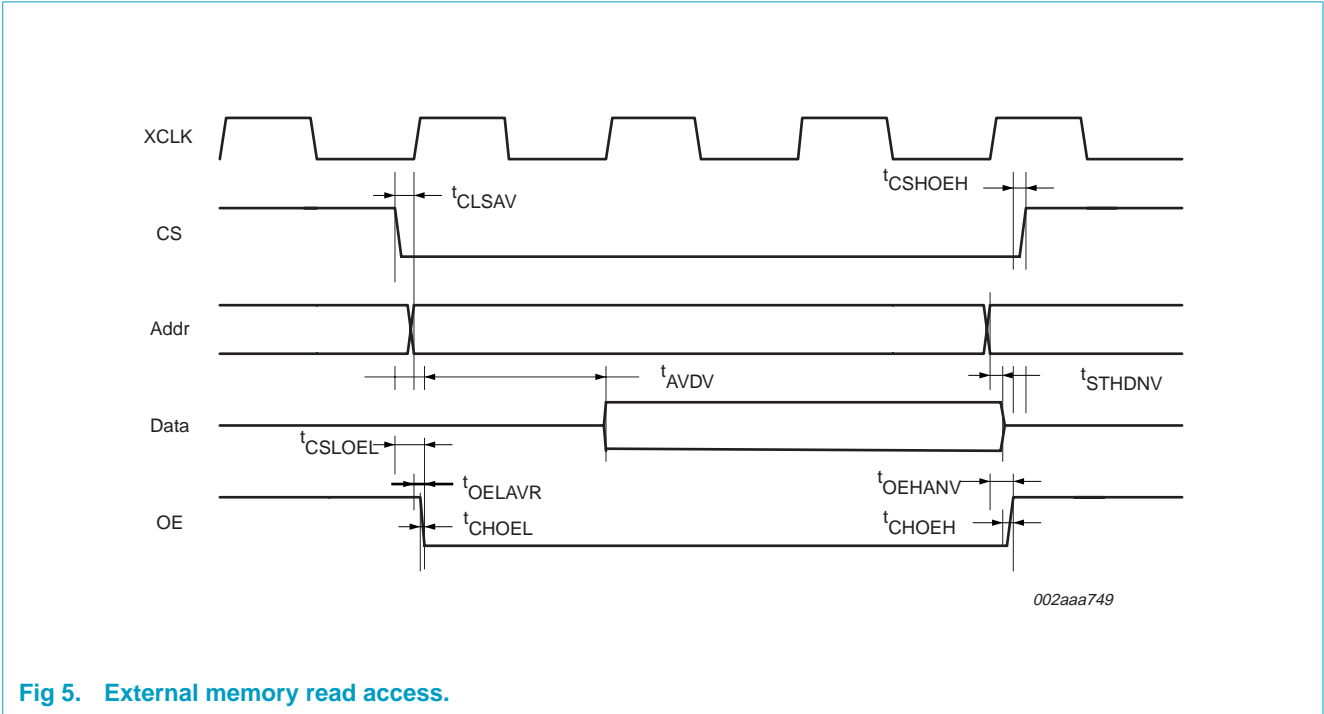 XCLK
tCSHOEH
tCLSAV
CS
Addr
tAVDV
tSTHDNV
Data
tCSLOEL
tOELAVR
tOEHANV
OE
tCHOEL
tCHOEH
002aaa749
Fig 5. External memory read access.